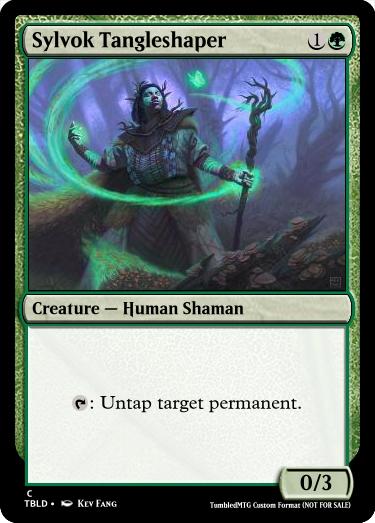 Sylvok Tangleshaper 1
Creature — Human Shaman
: Untap target permanent.
0/3
C
TBLD • Kev Fang
TumbledMTG Custom Format (NOT FOR SALE)